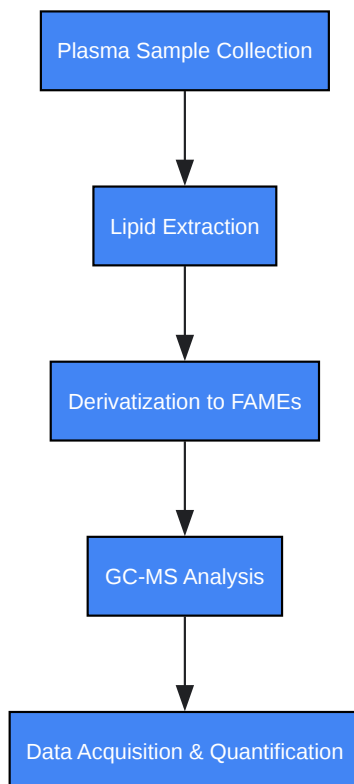 Plasma Sample Collection
Lipid Extraction
Derivatization to FAMEs
GC-MS Analysis
Data Acquisition & Quantification